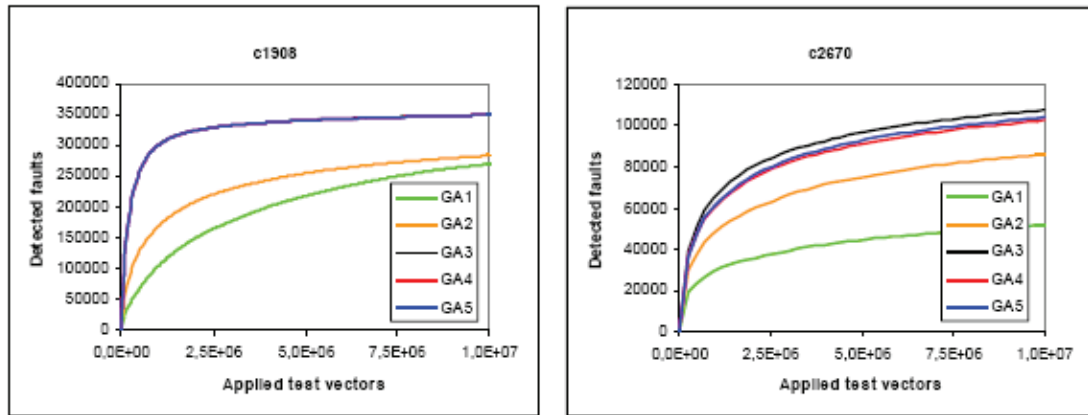 c1908
Detected faults
400000
350000
300000
250000
200000
150000
100000
50000
0
GA1
GA2
GA3
GA4
GA5
0,0E+00 2,5E+06 5,0E+06 7,5E+06 1,0E+07
Applied test vectors
c2670
Detected faults
120000
100000
80000
60000
40000
20000
0
GA1
GA2
GA3
GA4
GA5
0,0E+00 2,5E+06 5,0E+06 7,5E+06 1,0E+07
Applied test vectors